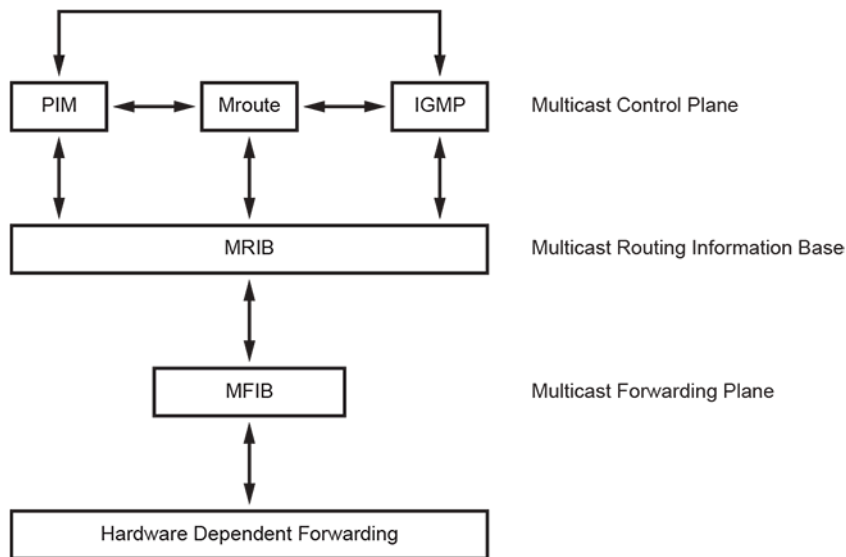 PIM
Mroute
IGMP
Multicast Control Plane
MRIB
Multicast Routing Information Base
MFIB
Multicast Forwarding Plane
Hardware Dependent Forwarding